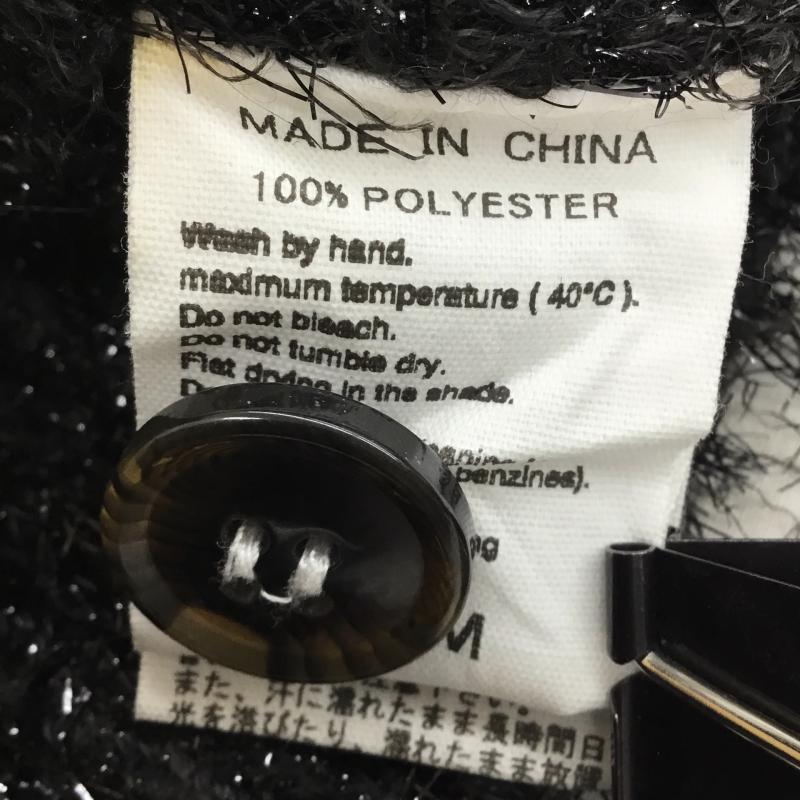 MADE IN CHINA
100% POLYESTER
Wash by hand.
maximum temperature ( 40°C ).
Do not bleach.
Do not tumble dry.
Flat drying in the shade.
benzines).
M
また、汗に濡れたまま長時間日
光を浴びたり、濡れたまま放